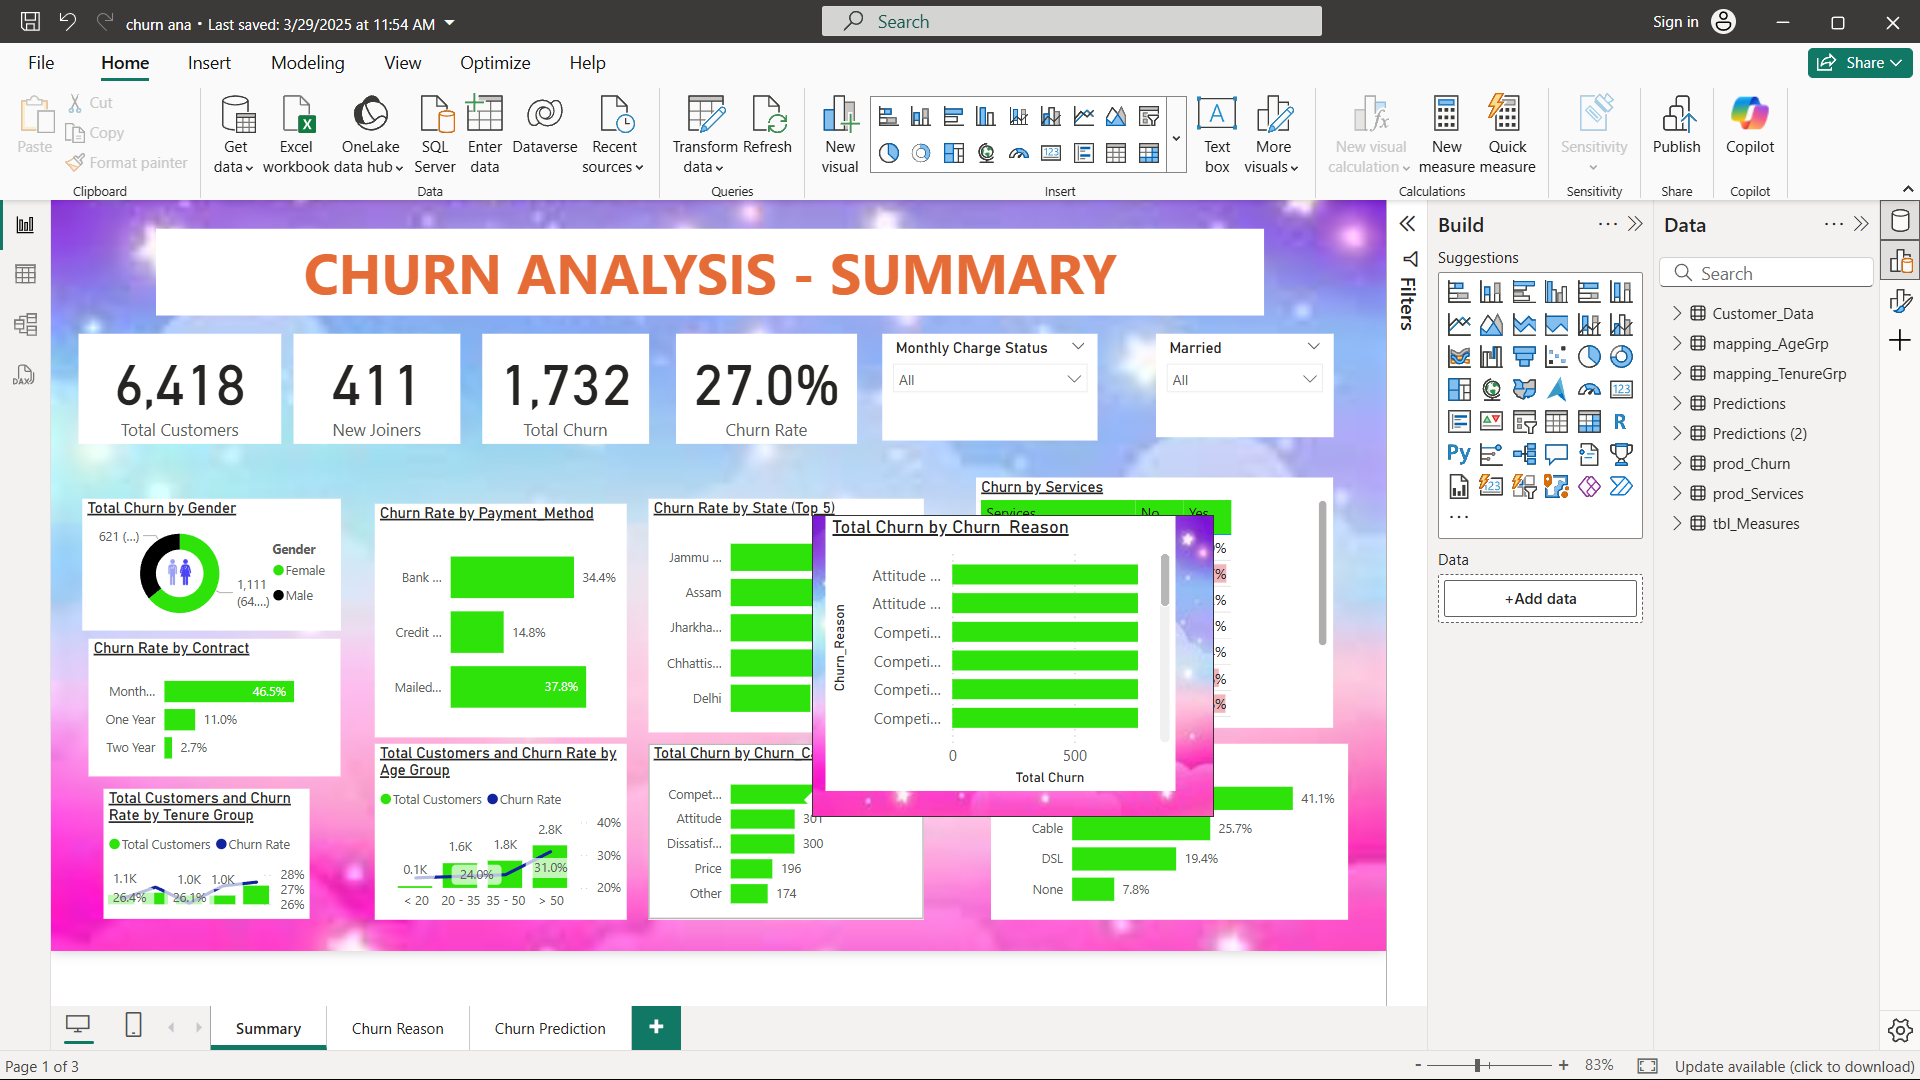 churn ana • Last saved: 3/29/2025 at 11:54 AM
Search
Sign in
File
Home
Insert
Modeling
View
Optimize
Help
Share
Paste
Cut
Copy
Format painter
Clipboard
Get data
Excel workbook
OneLake data hub
SQL Server
Enter data
Dataverse
Recent sources
Data
Transform data
Refresh
Queries
New visual
Text box
More visuals
Insert
New visual calculation
New measure
Quick measure
Calculations
Sensitivity
Sensitivity
Publish
Share
Copilot
Copilot
CHURN ANALYSIS - SUMMARY
6,418
Total Customers
411
New Joiners
1,732
Total Churn
27.0%
Churn Rate
Monthly Charge Status
All
Married
All
Total Churn by Gender
621 (...)
1,111
(64....)
Gender
Female
Male
Churn Rate by Contract
Month...
46.5%
One Year
11.0%
Two Year
2.7%
Total Customers and Churn
Rate by Tenure Group
Total Customers
Churn Rate
1.1K
1.0K
1.0K
26.4%
26.1%
28%
27%
26%
Churn Rate by Payment_Method
Bank ...
34.4%
Credit ...
14.8%
Mailed...
37.8%
Total Customers and Churn Rate by
Age Group
Total Customers
Churn Rate
0.1K
1.6K
1.8K
2.8K
24.0%
31.0%
40%
30%
20%
< 20
20 - 35
35 - 50
> 50
Churn Rate by State (Top 5)
Jammu ...
Assam
Jharkha...
Chhattis...
Delhi
Total Churn by Churn_Ca
Compet...
Attitude
301
Dissatisf...
300
Price
196
Other
174
Churn by Services
Services
No
Yes
Total Churn by Churn_Reason
Churn_Reason
Attitude ...
Attitude ...
Competi...
Competi...
Competi...
Competi...
0
500
Total Churn
41.1%
Cable
25.7%
DSL
19.4%
None
7.8%
Filters
Build
Suggestions
123
R
Py
123
Data
+Add data
Data
Search
Customer_Data
mapping_AgeGrp
mapping_TenureGrp
Predictions
Predictions (2)
prod_Churn
prod_Services
tbl_Measures
DAX
Summary
Churn Reason
Churn Prediction
Page 1 of 3
83%
Update available (click to download)